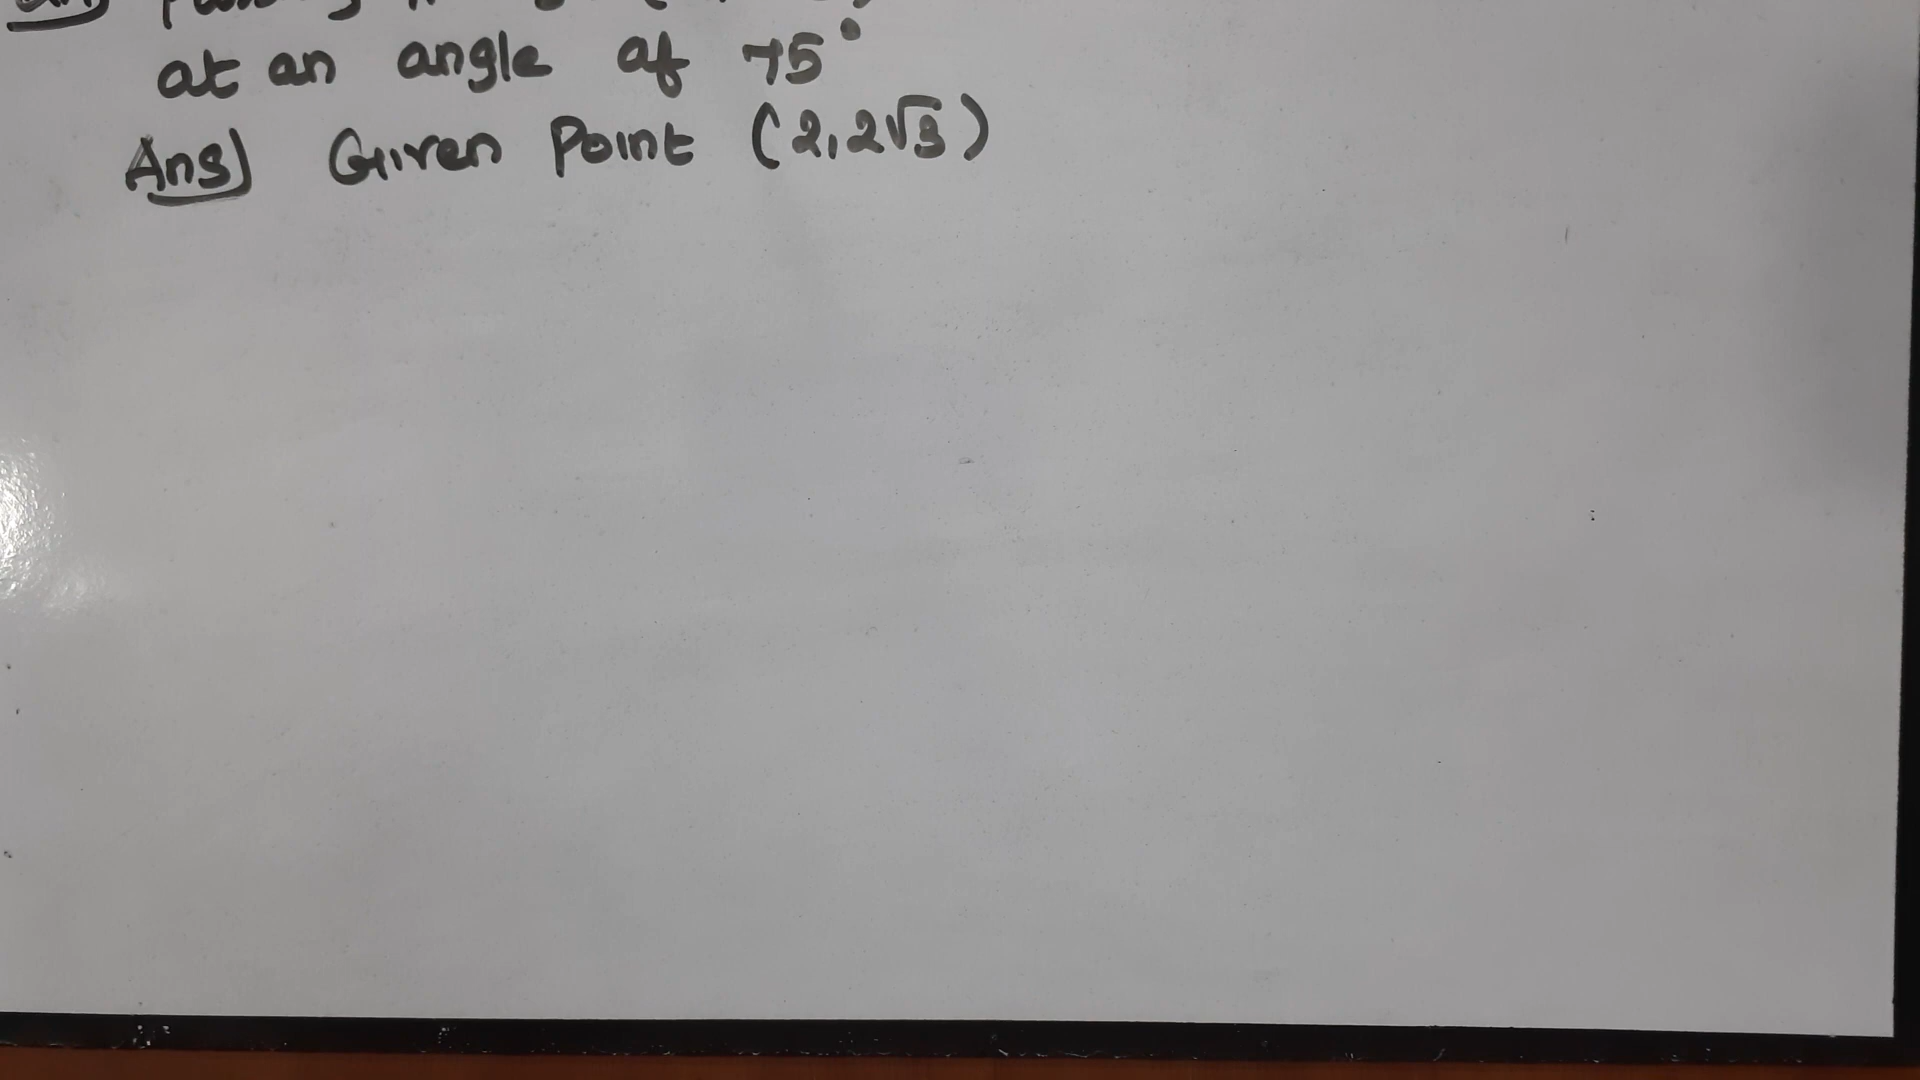 at an angle of 75°
Ans) Given Point (2,2√3)